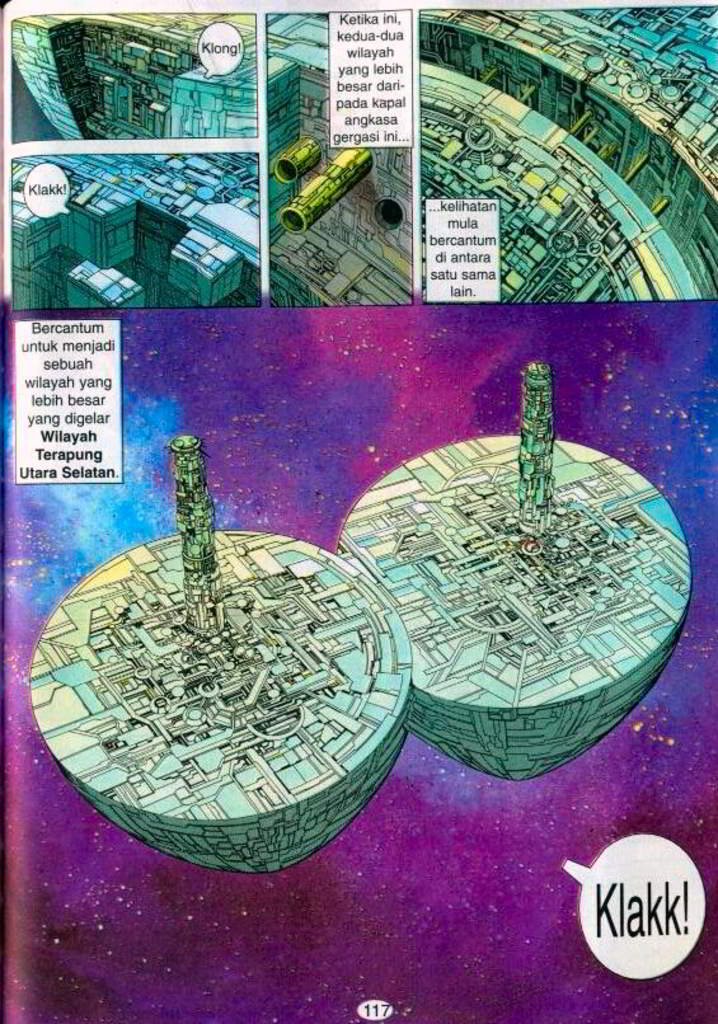 Klong!
Klakk!
Ketika ini,
kedua-dua
wilayah
yang lebih
besar dari-
pada kapal
angkasa
gergasi ini...
...kelihatan
mula
bercantum
di antara
satu sama
lain.
Bercantum
untuk menjadi
sebuah
wilayah yang
lebih besar
yang digelar
Wilayah
Terapung
Utara Selatan.
Klakk!
117